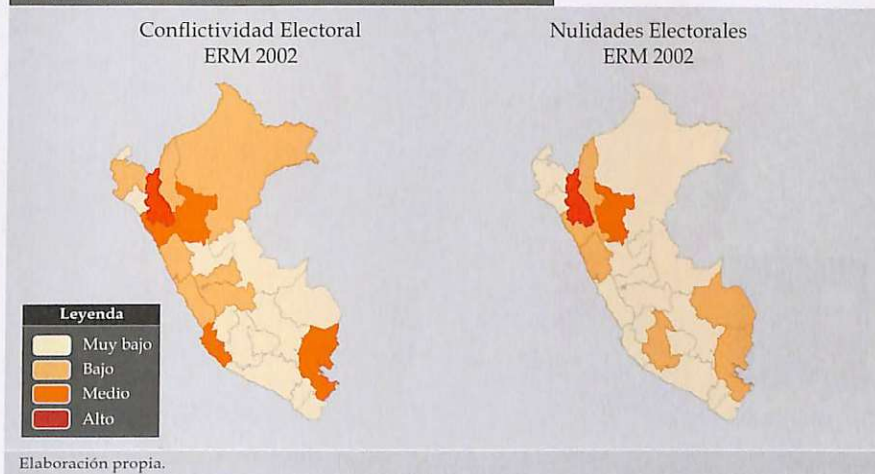 Conflictividad Electoral
ERM 2002
Nulidades Electorales
ERM 2002
Leyenda
Muy bajo
Bajo
Medio
Alto
Elaboración propia.